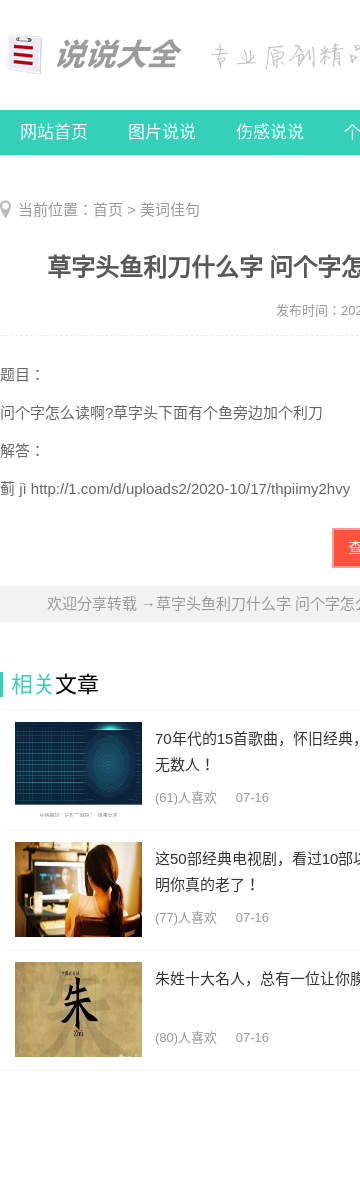 说说大全 专业原创精品
网站首页 图片说说 伤感说说 个
当前位置：首页 > 美词佳句
草字头鱼利刀什么字 问个字怎
发布时间：202
题目：
问个字怎么读啊?草字头下面有个鱼旁边加个利刀
解答：
蓟 jì http://1.com/d/uploads2/2020-10/17/thpiimy2hvy
查
欢迎分享转载 →草字头鱼利刀什么字 问个字怎么
相关文章
70年代的15首歌曲，怀旧经典，
无数人！
(61)人喜欢 07-16
这50部经典电视剧，看过10部以
明你真的老了！
(77)人喜欢 07-16
朱
Zhu
朱姓十大名人，总有一位让你膜
(80)人喜欢 07-16